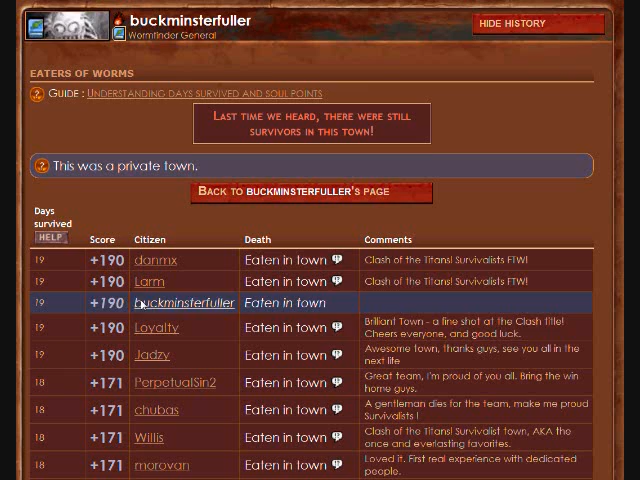 buckminsterfuller
Wormfinder General
HIDE HISTORY
EATERS OF WORMS
GUIDE : UNDERSTANDING DAYS SURVIVED AND SOUL POINTS
LAST TIME WE HEARD, THERE WERE STILL
SURVIVORS IN THIS TOWN!
This was a private town.
BACK TO BUCKMINSTERFULLER'S PAGE
Days
survived
HELP Score Citizen Death Comments
19 +190 danmx Eaten in town Clash of the Titans! Survivalists FTW!
19 +190 Larm Eaten in town Clash of the Titans! Survivalists FTW!
19 +190 buckminsterfuller Eaten in town
19 +190 Loyalty Eaten in town Brilliant Town - a fine shot at the Clash title!
Cheers everyone, and good luck.
19 +190 Jadzy Eaten in town Awesome town, thanks guys, see you all in the
next life
18 +171 PerpetualSin2 Eaten in town Great team, I'm proud of you all. Bring the win
home guys.
18 +171 chubas Eaten in town A gentleman dies for the team, make me proud
Survivalists !
18 +171 Willis Eaten in town Clash of the Titans! Survivalist town, AKA the
once and everlasting favorites.
18 +171 morovan Eaten in town Loved it. First real experience with dedicated
people.